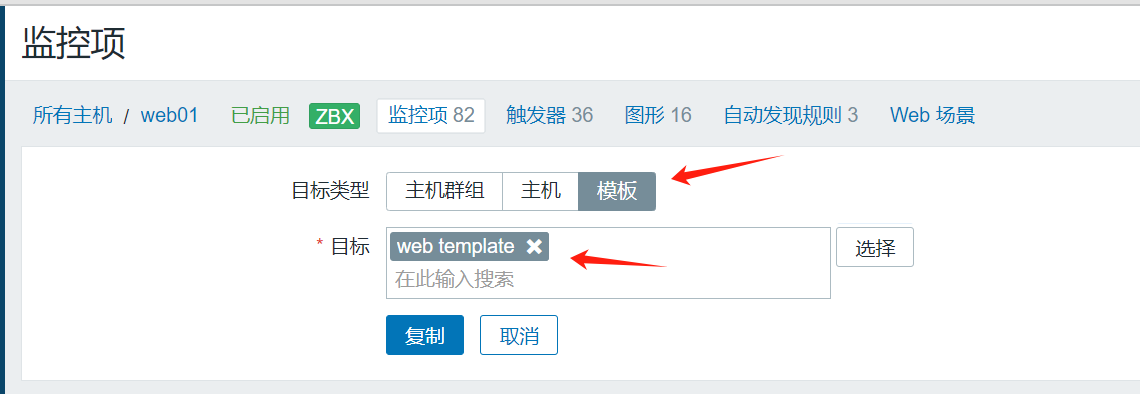 监控项
所有主机 / web01 已启用 ZBX 监控项 82 触发器 36 图形 16 自动发现规则 3 Web 场景
目标类型 主机群组 主机 模板
* 目标 web template 选择
在此输入搜索
复制 取消